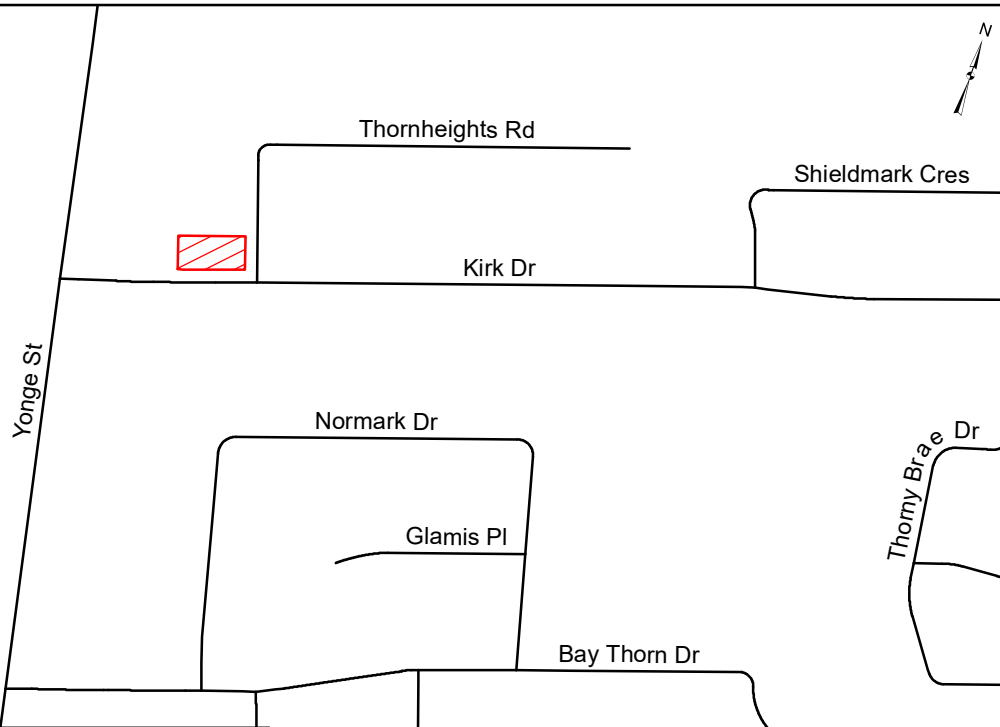 N
Thornheights Rd
Shieldmark Cres
Kirk Dr
Yonge St
Normark Dr
Thorny Brae Dr
Glamis Pl
Bay Thorn Dr